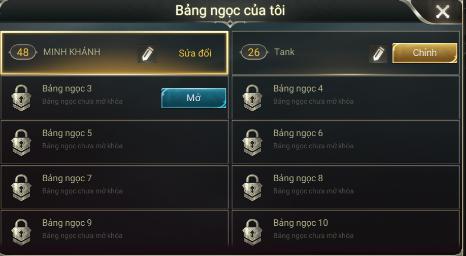 Bảng ngọc của tôi
48 MINH KHÁNH Sửa đổi
26 Tank Chính
Bảng ngọc 3
Bảng ngọc chưa mở khóa
Mở
Bảng ngọc 4
Bảng ngọc chưa mở khóa
Bảng ngọc 5
Bảng ngọc chưa mở khóa
Bảng ngọc 6
Bảng ngọc chưa mở khóa
Bảng ngọc 7
Bảng ngọc chưa mở khóa
Bảng ngọc 8
Bảng ngọc chưa mở khóa
Bảng ngọc 9
Bảng ngọc chưa mở khóa
Bảng ngọc 10
Bảng ngọc chưa mở khóa